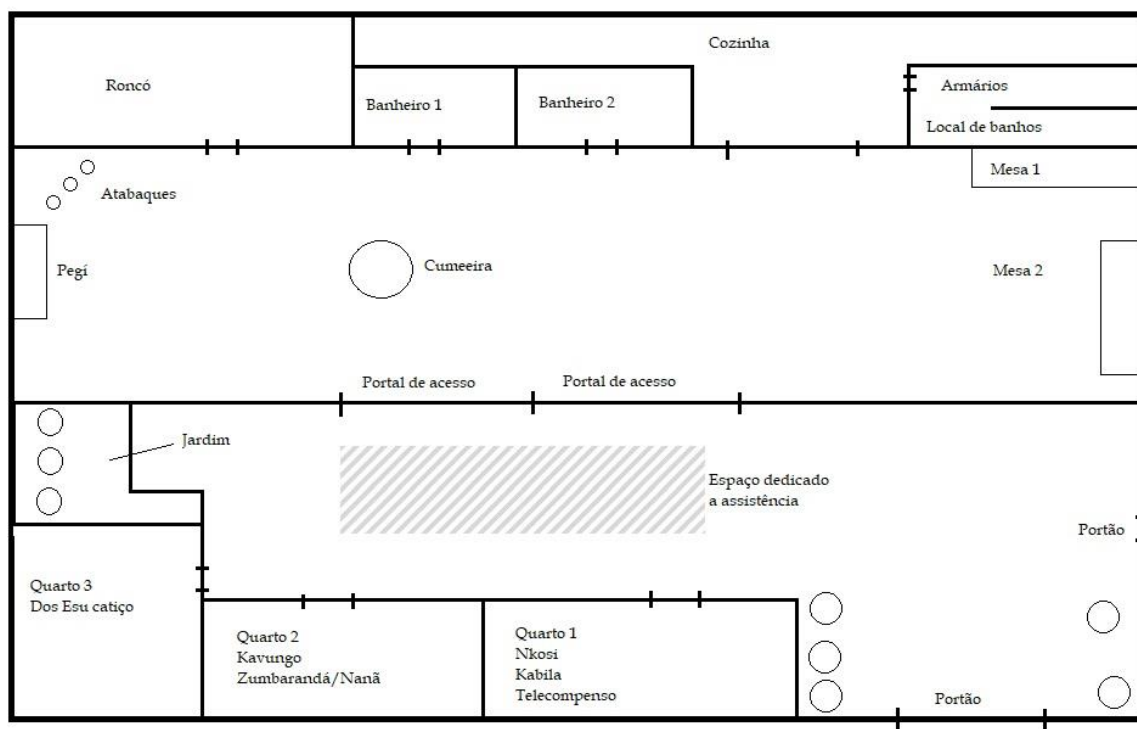 Cozinha
Roncó
Armários
Banheiro 1
Banheiro 2
Local de banhos
Mesa 1
Atabaques
Pegí
Cumeeira
Mesa 2
Portal de acesso
Portal de acesso
Jardim
Espaço dedicado
a assistência
Portão
Quarto 3
Dos Esu catiço
Quarto 2
Kavungo
Zumbarandá/Nanã
Quarto 1
Nkosi
Kabila
Telecompenso
Portão